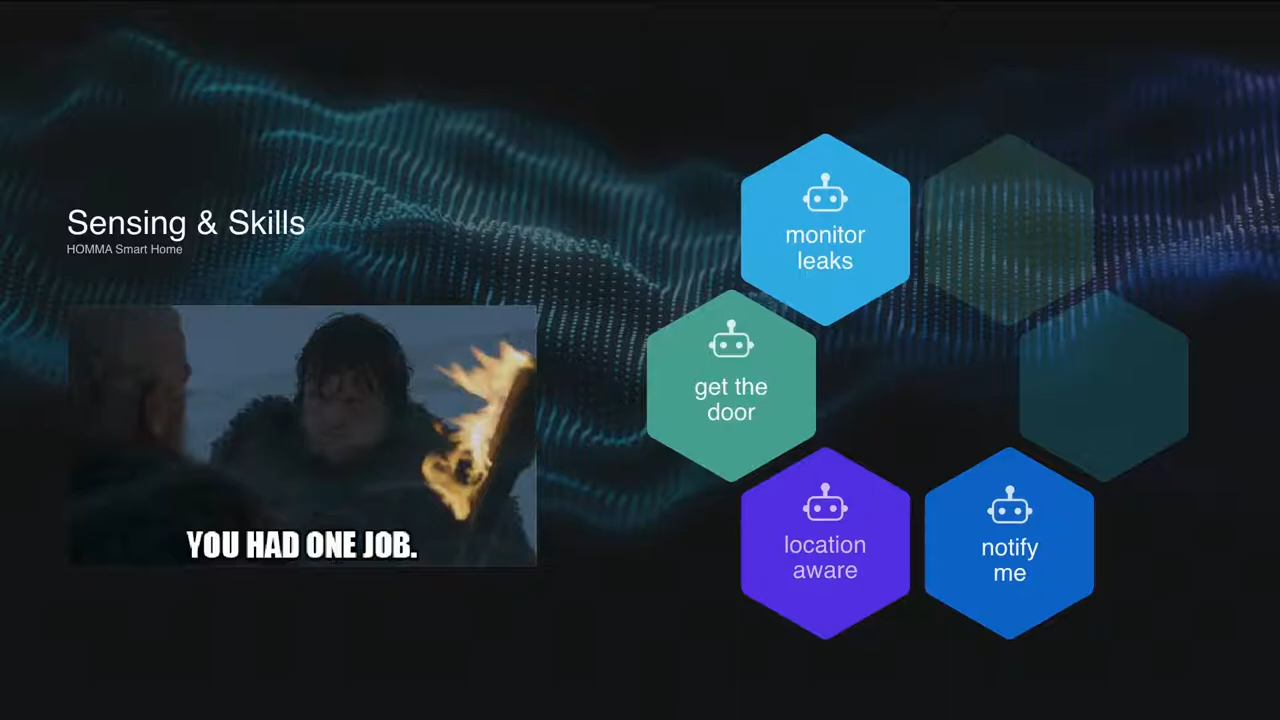 Sensing & Skills
HOMMA Smart Home
YOU HAD ONE JOB.
monitor
leaks
get the
door
location
aware
notify
me